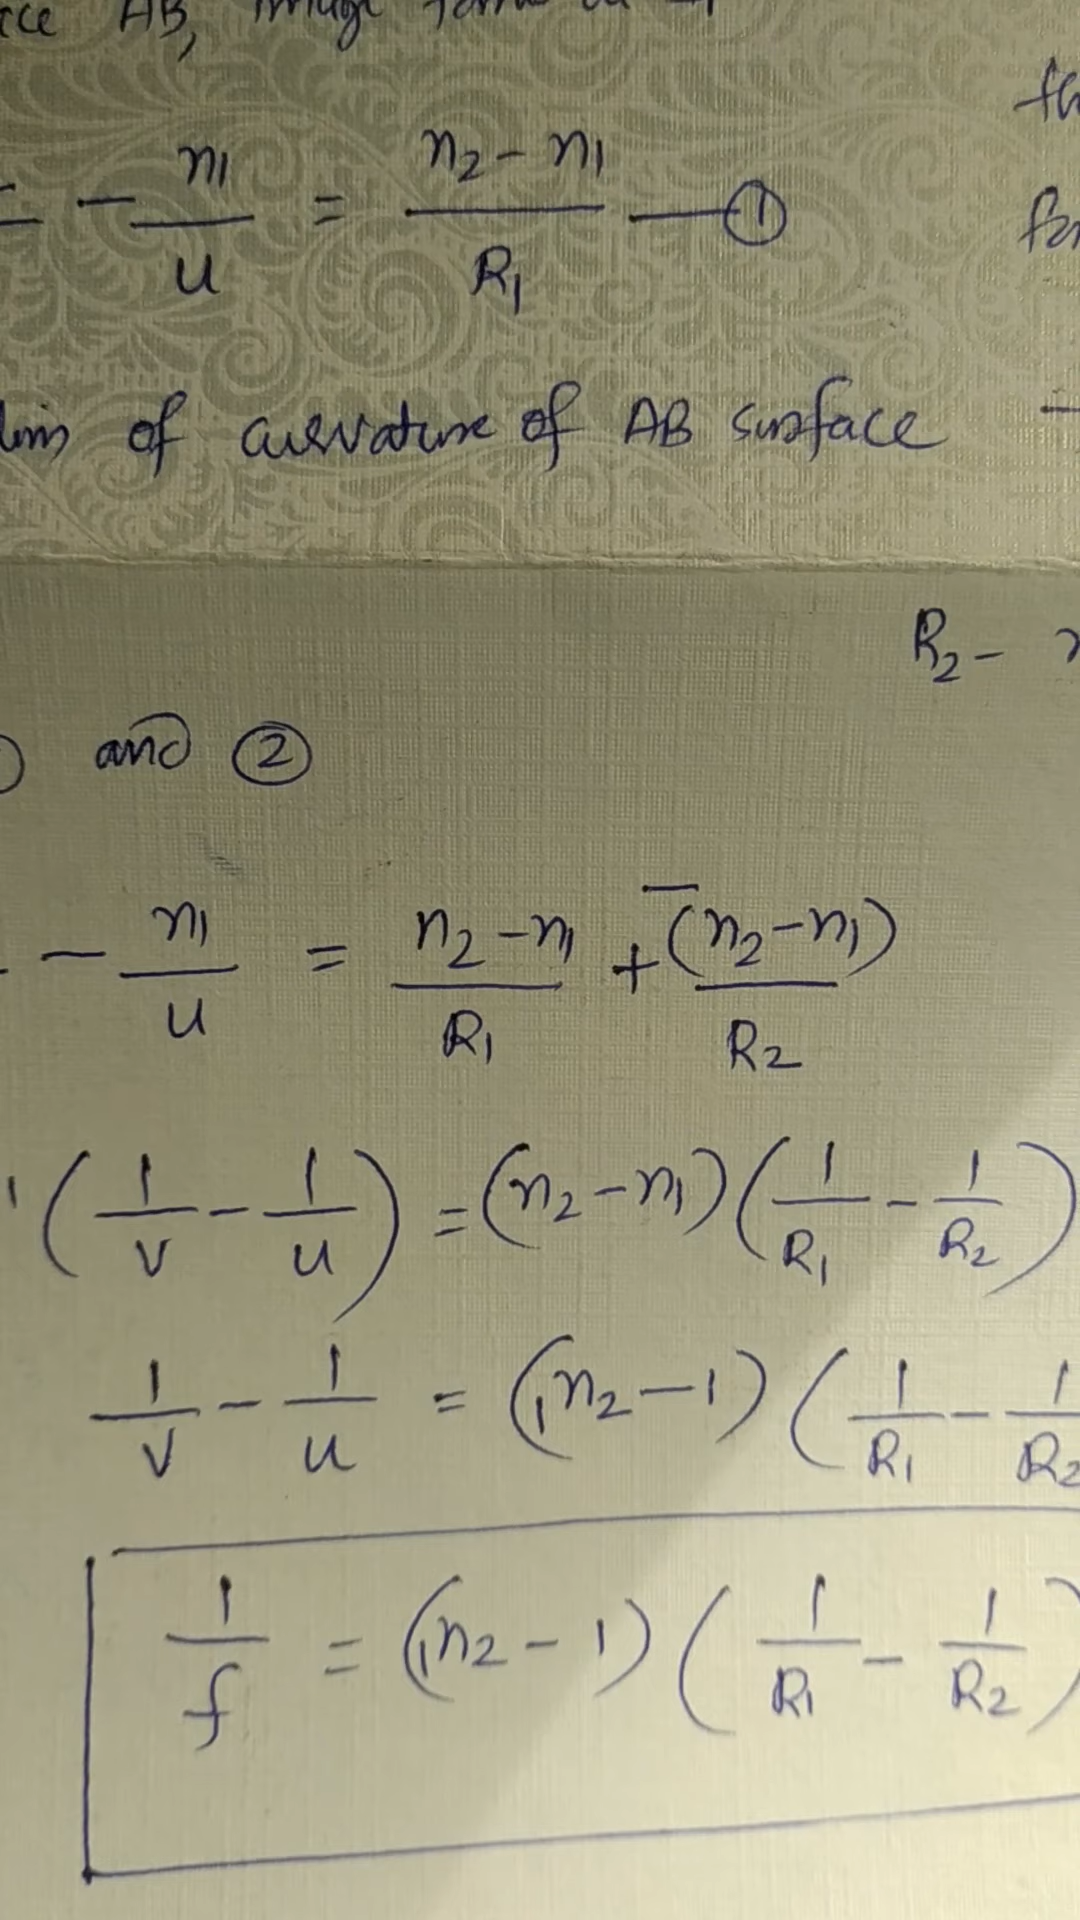 AB, image
- n1/u = (n2 - n1)/R1 — ①
of curvature of AB surface
R2 -
and ②
- n1/u = (n2 - n1)/R1 + -(n2 - n1)/R2
(1/v - 1/u) = (n2 - n1)(1/R1 - 1/R2)
1/v - 1/u = (₁n2 - 1)(1/R1 - 1/R2
1/f = (₁n2 - 1)(1/R1 - 1/R2)